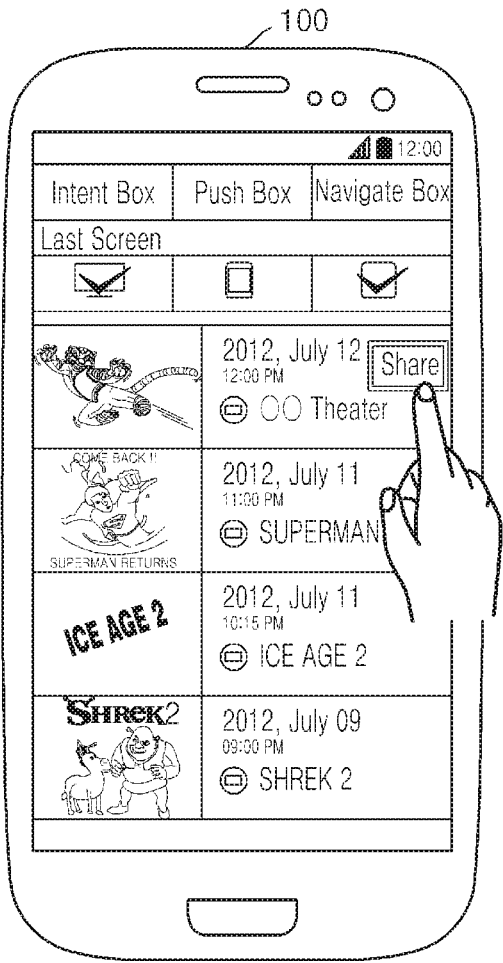 100
12:00
Intent Box Push Box Navigate Box
Last Screen
2012, July 12
12:00 PM
Share
○○ Theater
COME BACK !!
SUPERMAN RETURNS
2012, July 11
11:00 PM
SUPERMAN
ICE AGE 2
2012, July 11
10:15 PM
ICE AGE 2
SHREK 2
2012, July 09
09:00 PM
SHREK 2